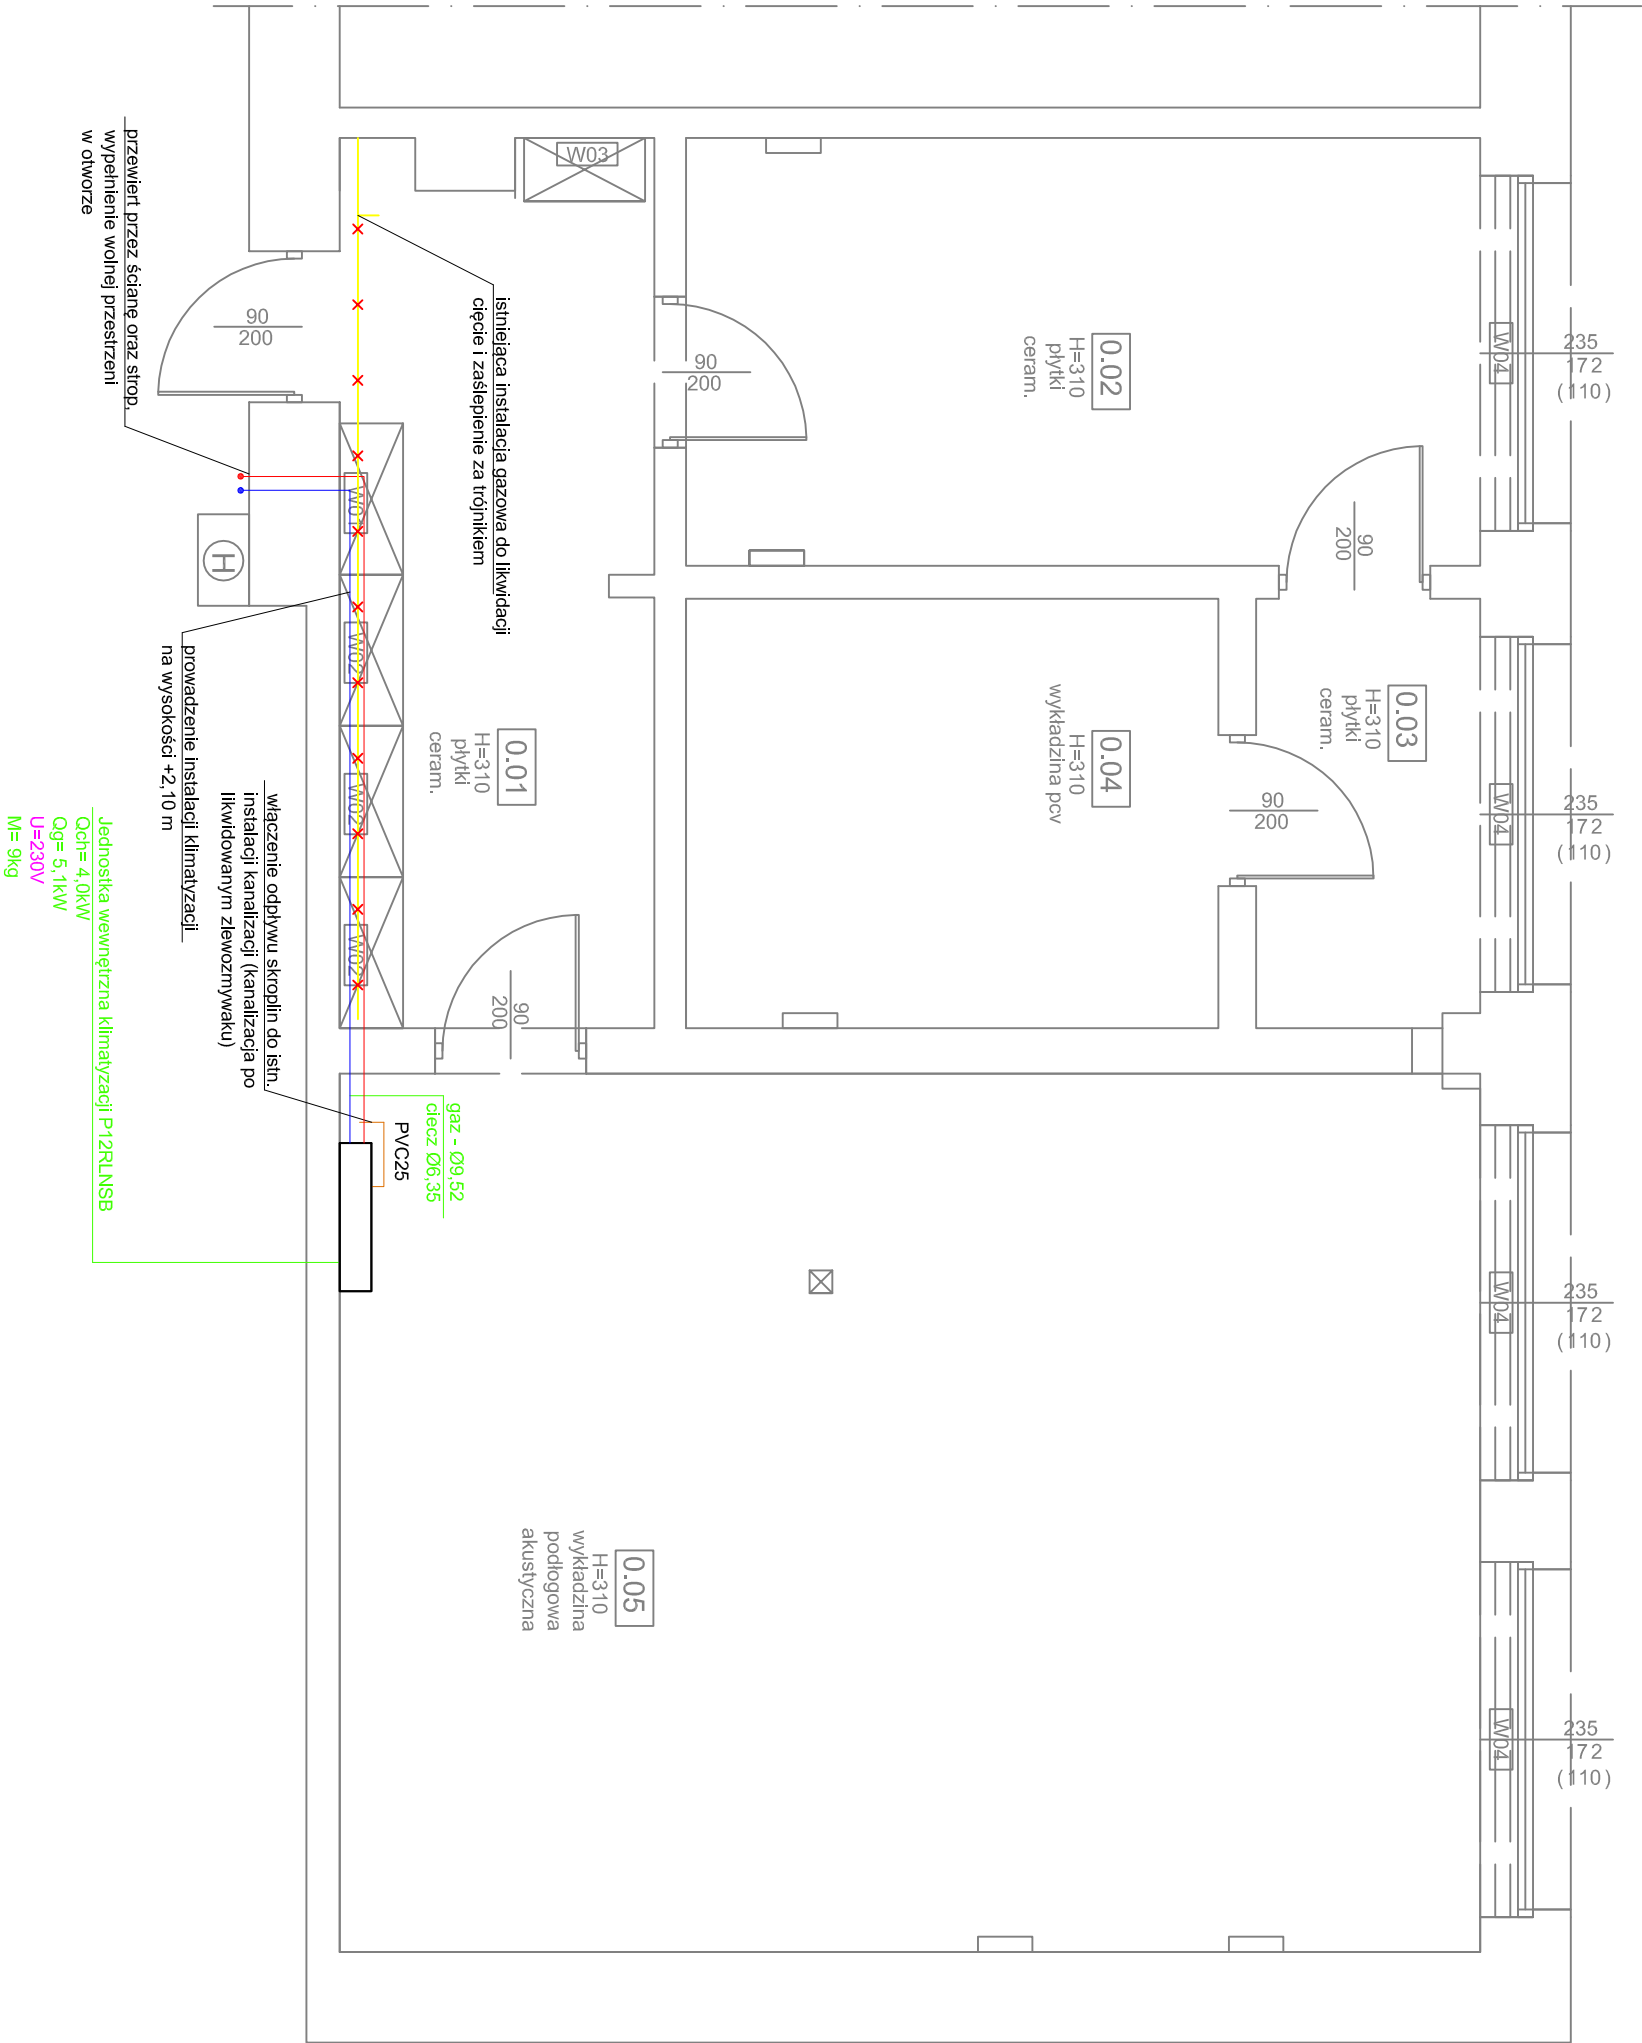 235
172
(110)
W04
235
172
(110)
W04
235
172
(110)
W04
235
172
(110)
W04
0.03
H=310
płytki
ceram.
90
200
90
200
0.02
H=310
płytki
ceram.
0.04
H=310
wykładzina pcv
90
200
W03
0.05
H=310
wykładzina
podłogowa
akustyczna
0.01
H=310
płytki
ceram.
90
200
istniejąca instalacja gazowa do likwidacji
cięcie i zaślepienie za trójnikiem
gaz - Ø9,52
ciecz Ø6,35
PVC25
W01
W02
W02
W02
90
200
H
włączenie odpływu skroplin do istn.
instalacji kanalizacji (kanalizacja po
likwidowanym zlewozmywaku)
prowadzenie instalacji klimatyzacji
na wysokości +2,10 m
przewiert przez ścianę oraz strop,
wypełnienie wolnej przestrzeni
w otworze
Jednostka wewnętrzna klimatyzacji P12RLNSB
Qch= 4,0kW
Qg= 5,1kW
U=230V
M= 9kg